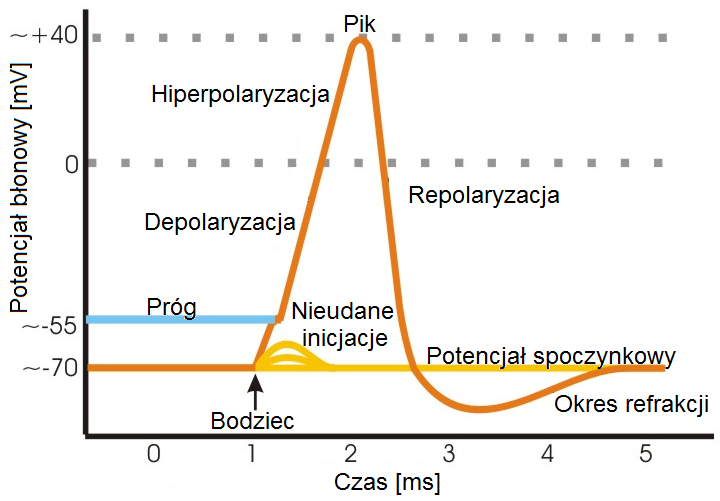 Potencjał błonowy [mV]
~+40
0
~-55
~-70
Pik
Hiperpolaryzacja
Depolaryzacja
Repolaryzacja
Próg
Nieudane
inicjacje
Potencjał spoczynkowy
Okres refrakcji
Bodziec
0 1 2 3 4 5
Czas [ms]